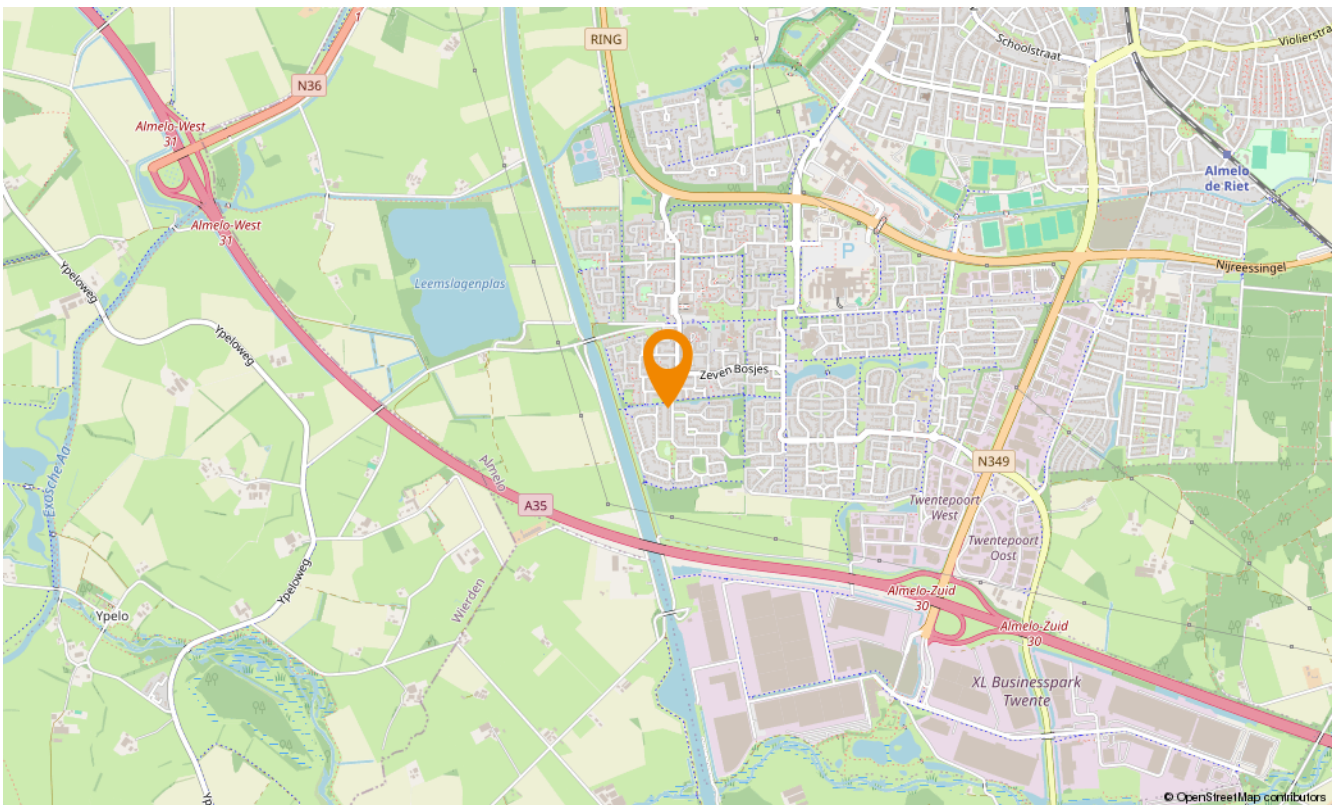 RING
Schoolstraat
Violierstra
N36
Almelo-West
31
Almelo
de Riet
Almelo-West
31
P
Ypeloweg
Leemslagenplas
Nijreessingel
Ypeloweg
Zeven Bosjes
Almelo
N349
Exosche Aa
A35
Twentepoort
West
Twentepoort
Oost
Ypeloweg
Wierden
Almelo-Zuid
30
Ypelo
Almelo-Zuid
30
XL Businesspark
Twente
© OpenStreetMap contributors